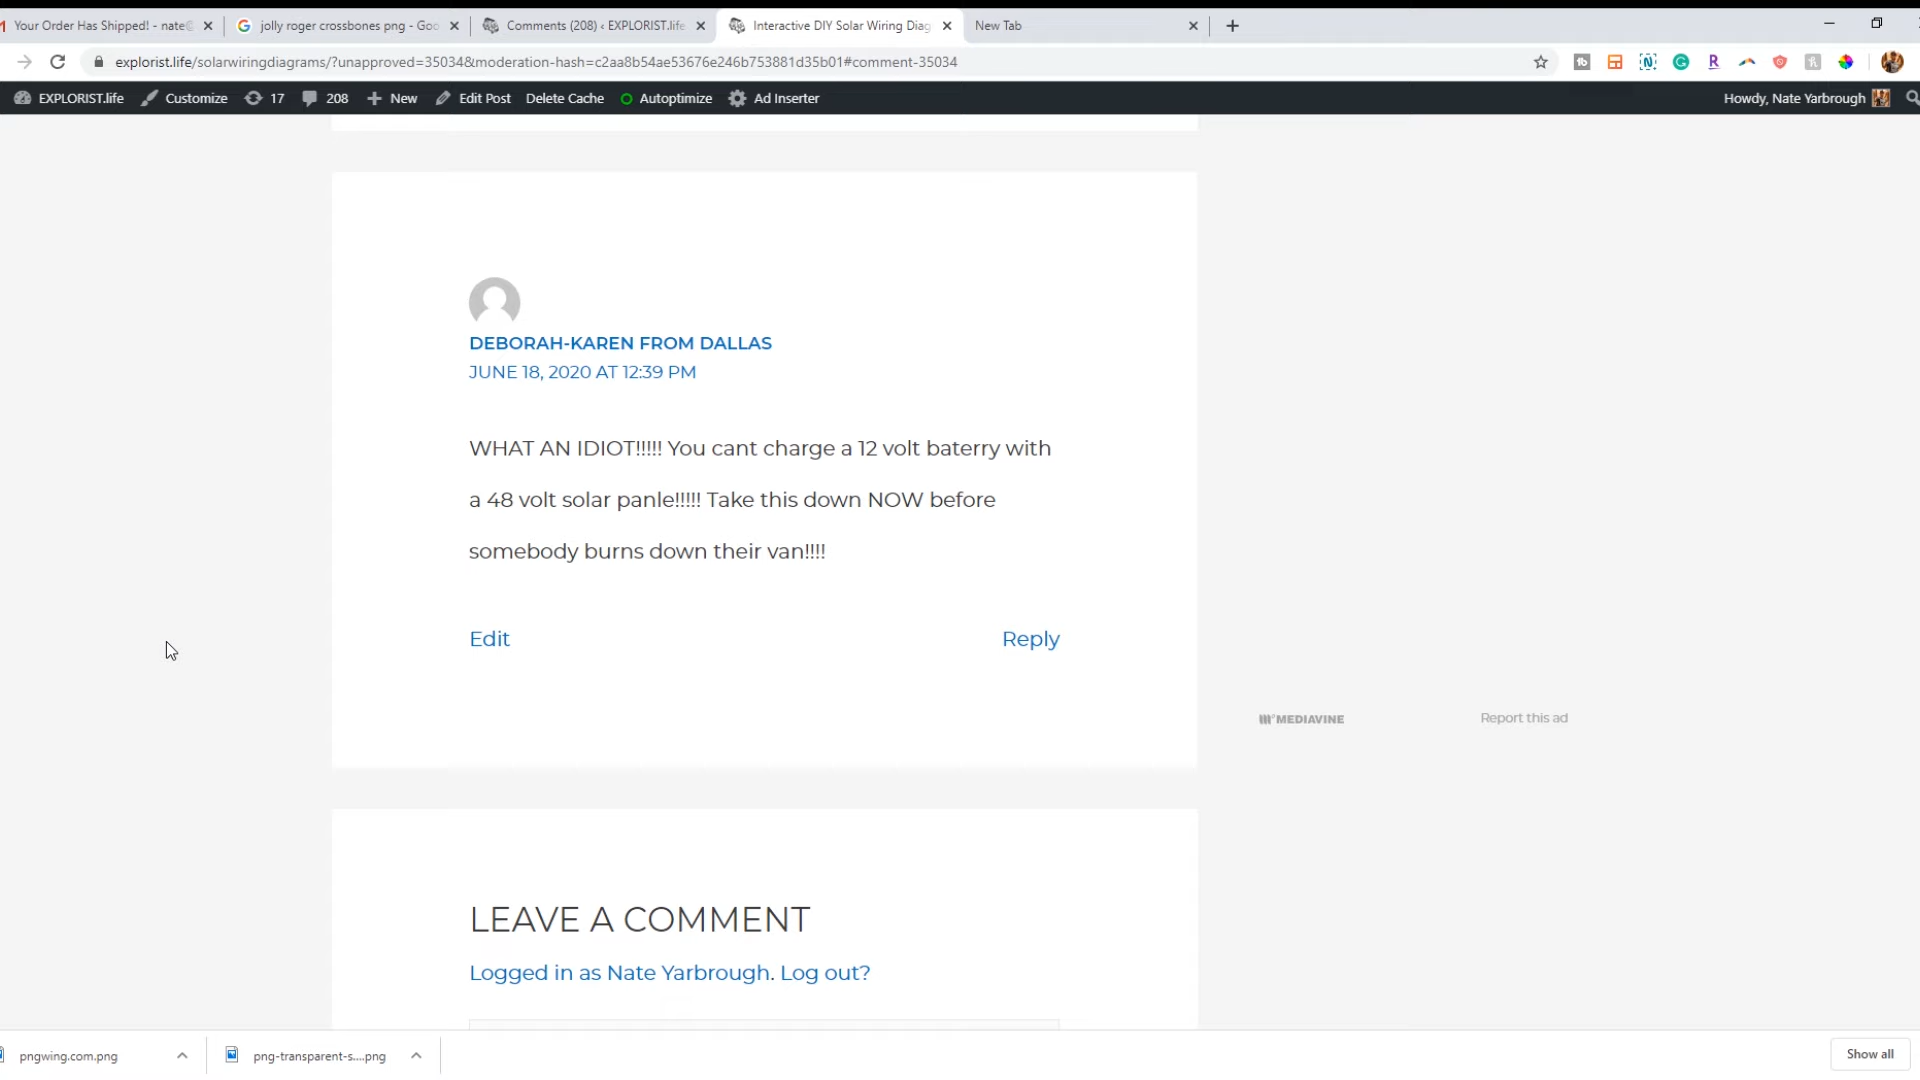 Your Order Has Shipped! - nate@
jolly roger crossbones png - Goo
Comments (208) ‹ EXPLORIST.life
Interactive DIY Solar Wiring Diag
New Tab
explorist.life/solarwiringdiagrams/?unapproved=35034&moderation-hash=c2aa8b54ae53676e246b753881d35b01#comment-35034
EXPLORIST.life Customize 17 208 New Edit Post Delete Cache Autoptimize Ad Inserter Howdy, Nate Yarbrough
DEBORAH-KAREN FROM DALLAS
JUNE 18, 2020 AT 12:39 PM
WHAT AN IDIOT!!!!! You cant charge a 12 volt baterry with
a 48 volt solar panle!!!!! Take this down NOW before
somebody burns down their van!!!!
Edit Reply
MEDIAVINE Report this ad
LEAVE A COMMENT
Logged in as Nate Yarbrough. Log out?
pngwing.com.png png-transparent-s....png Show all